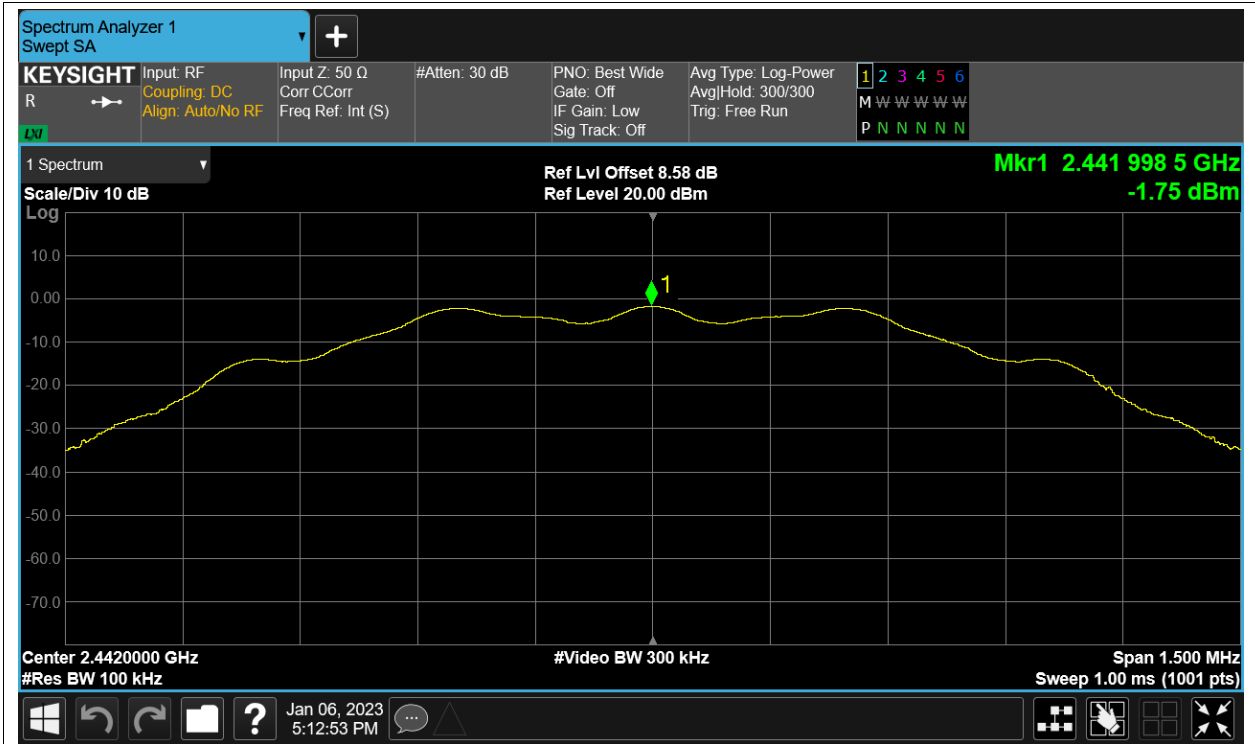 Spectrum Analyzer 1
Swept SA
KEYSIGHT
R
LXI
Input: RF
Coupling: DC
Align: Auto/No RF
Input Z: 50 Ω
Corr CCorr
Freq Ref: Int (S)
#Atten: 30 dB
PNO: Best Wide
Gate: Off
IF Gain: Low
Sig Track: Off
Avg Type: Log-Power
Avg|Hold: 300/300
Trig: Free Run
1 2 3 4 5 6
M W W W W W
P N N N N N
1 Spectrum
Scale/Div 10 dB
Log
Ref Lvl Offset 8.58 dB
Ref Level 20.00 dBm
Mkr1 2.441 998 5 GHz
-1.75 dBm
10.0
0.00
-10.0
-20.0
-30.0
-40.0
-50.0
-60.0
-70.0
1
Center 2.4420000 GHz
#Res BW 100 kHz
#Video BW 300 kHz
Span 1.500 MHz
Sweep 1.00 ms (1001 pts)
?
Jan 06, 2023
5:12:53 PM